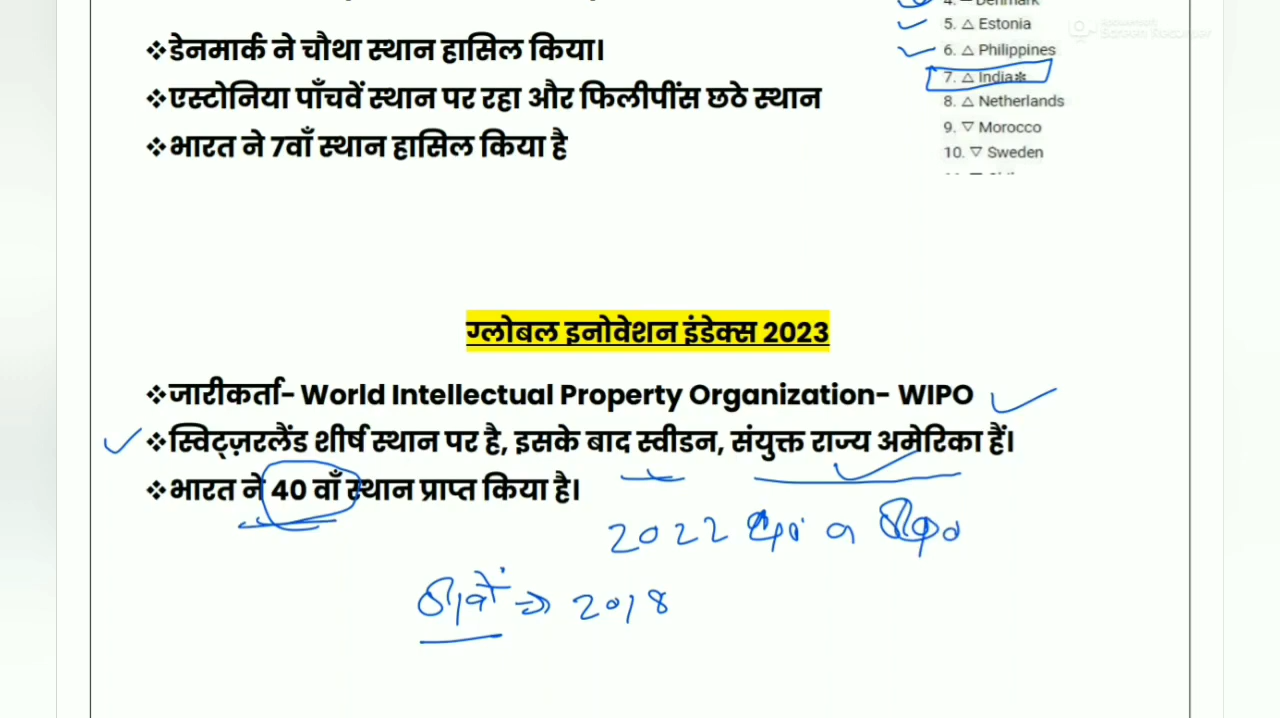 ❖डेनमार्क ने चौथा स्थान हासिल किया।
❖एस्टोनिया पाँचवें स्थान पर रहा और फिलीपींस छठे स्थान
❖भारत ने 7वाँ स्थान हासिल किया है
4. – Denmark
5. △ Estonia
6. △ Philippines
7. △ India✻
8. △ Netherlands
9. ▽ Morocco
10. ▽ Sweden
ग्लोबल इनोवेशन इंडेक्स 2023
❖जारीकर्ता- World Intellectual Property Organization- WIPO
❖स्विट्ज़रलैंड शीर्ष स्थान पर है, इसके बाद स्वीडन, संयुक्त राज्य अमेरिका हैं।
❖भारत ने 40 वाँ स्थान प्राप्त किया है।
2022
2018